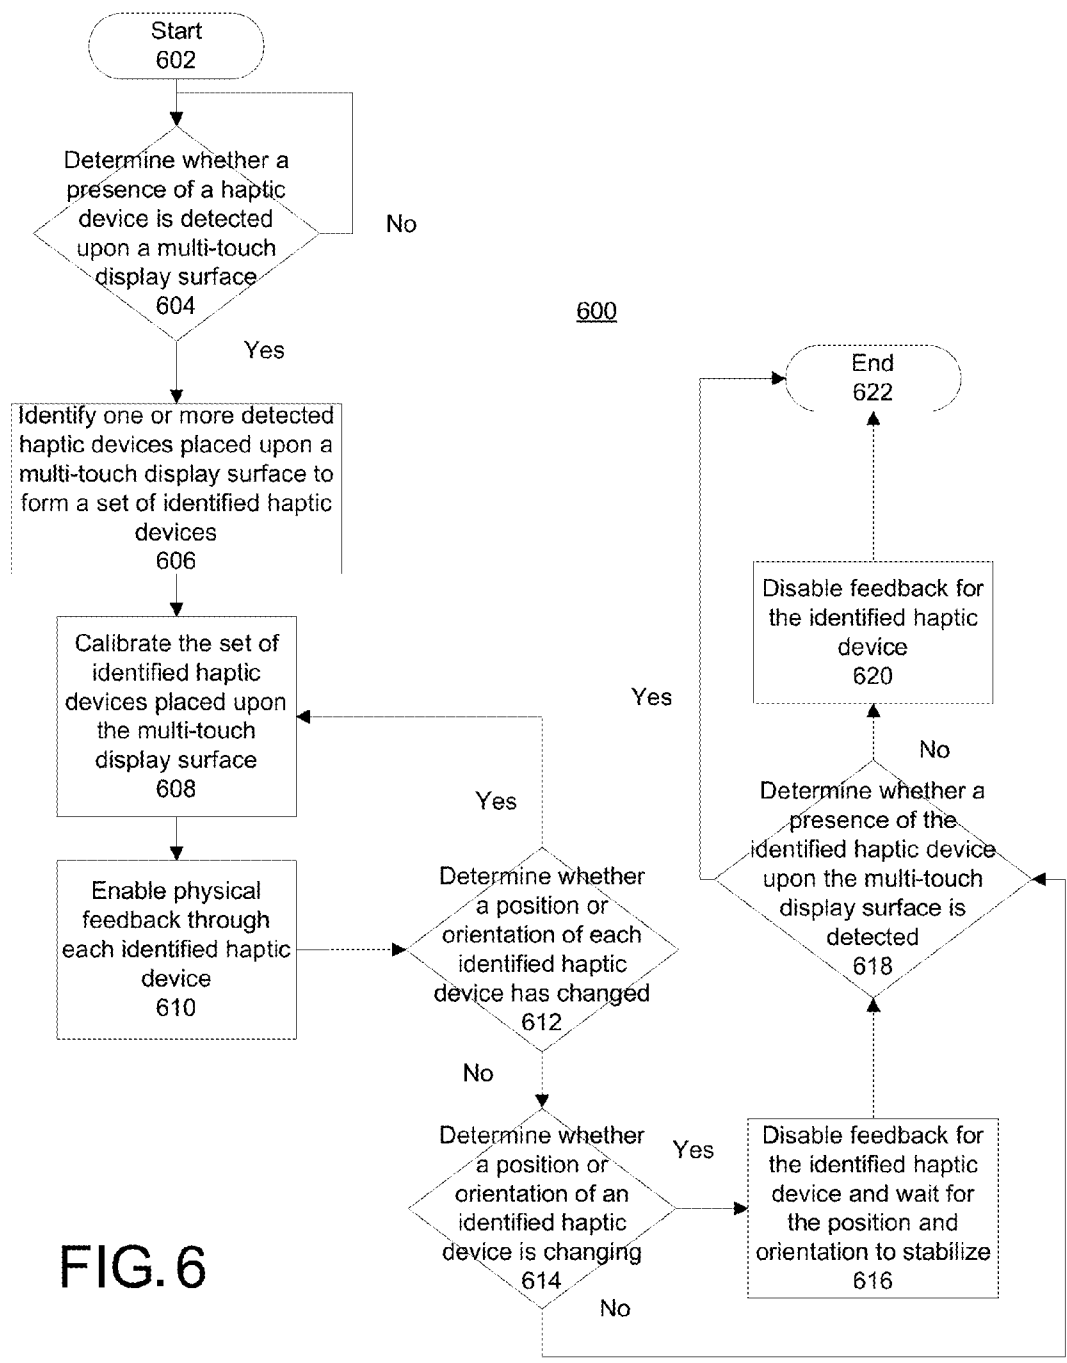 Start
602
Determine whether a
presence of a haptic
device is detected
upon a multi-touch
display surface
604
No
Yes
Identify one or more detected
haptic devices placed upon a
multi-touch display surface to
form a set of identified haptic
devices
606
Calibrate the set of
identified haptic
devices placed upon
the multi-touch
display surface
608
Enable physical
feedback through
each identified haptic
device
610
Yes
Determine whether
a position or
orientation of each
identified haptic
device has changed
612
No
Determine whether
a position or
orientation of an
identified haptic
device is changing
614
Yes
No
Disable feedback for
the identified haptic
device and wait for
the position and
orientation to stabilize
616
Determine whether a
presence of the
identified haptic device
upon the multi-touch
display surface is
detected
618
No
Yes
Disable feedback for
the identified haptic
device
620
End
622
600
FIG. 6